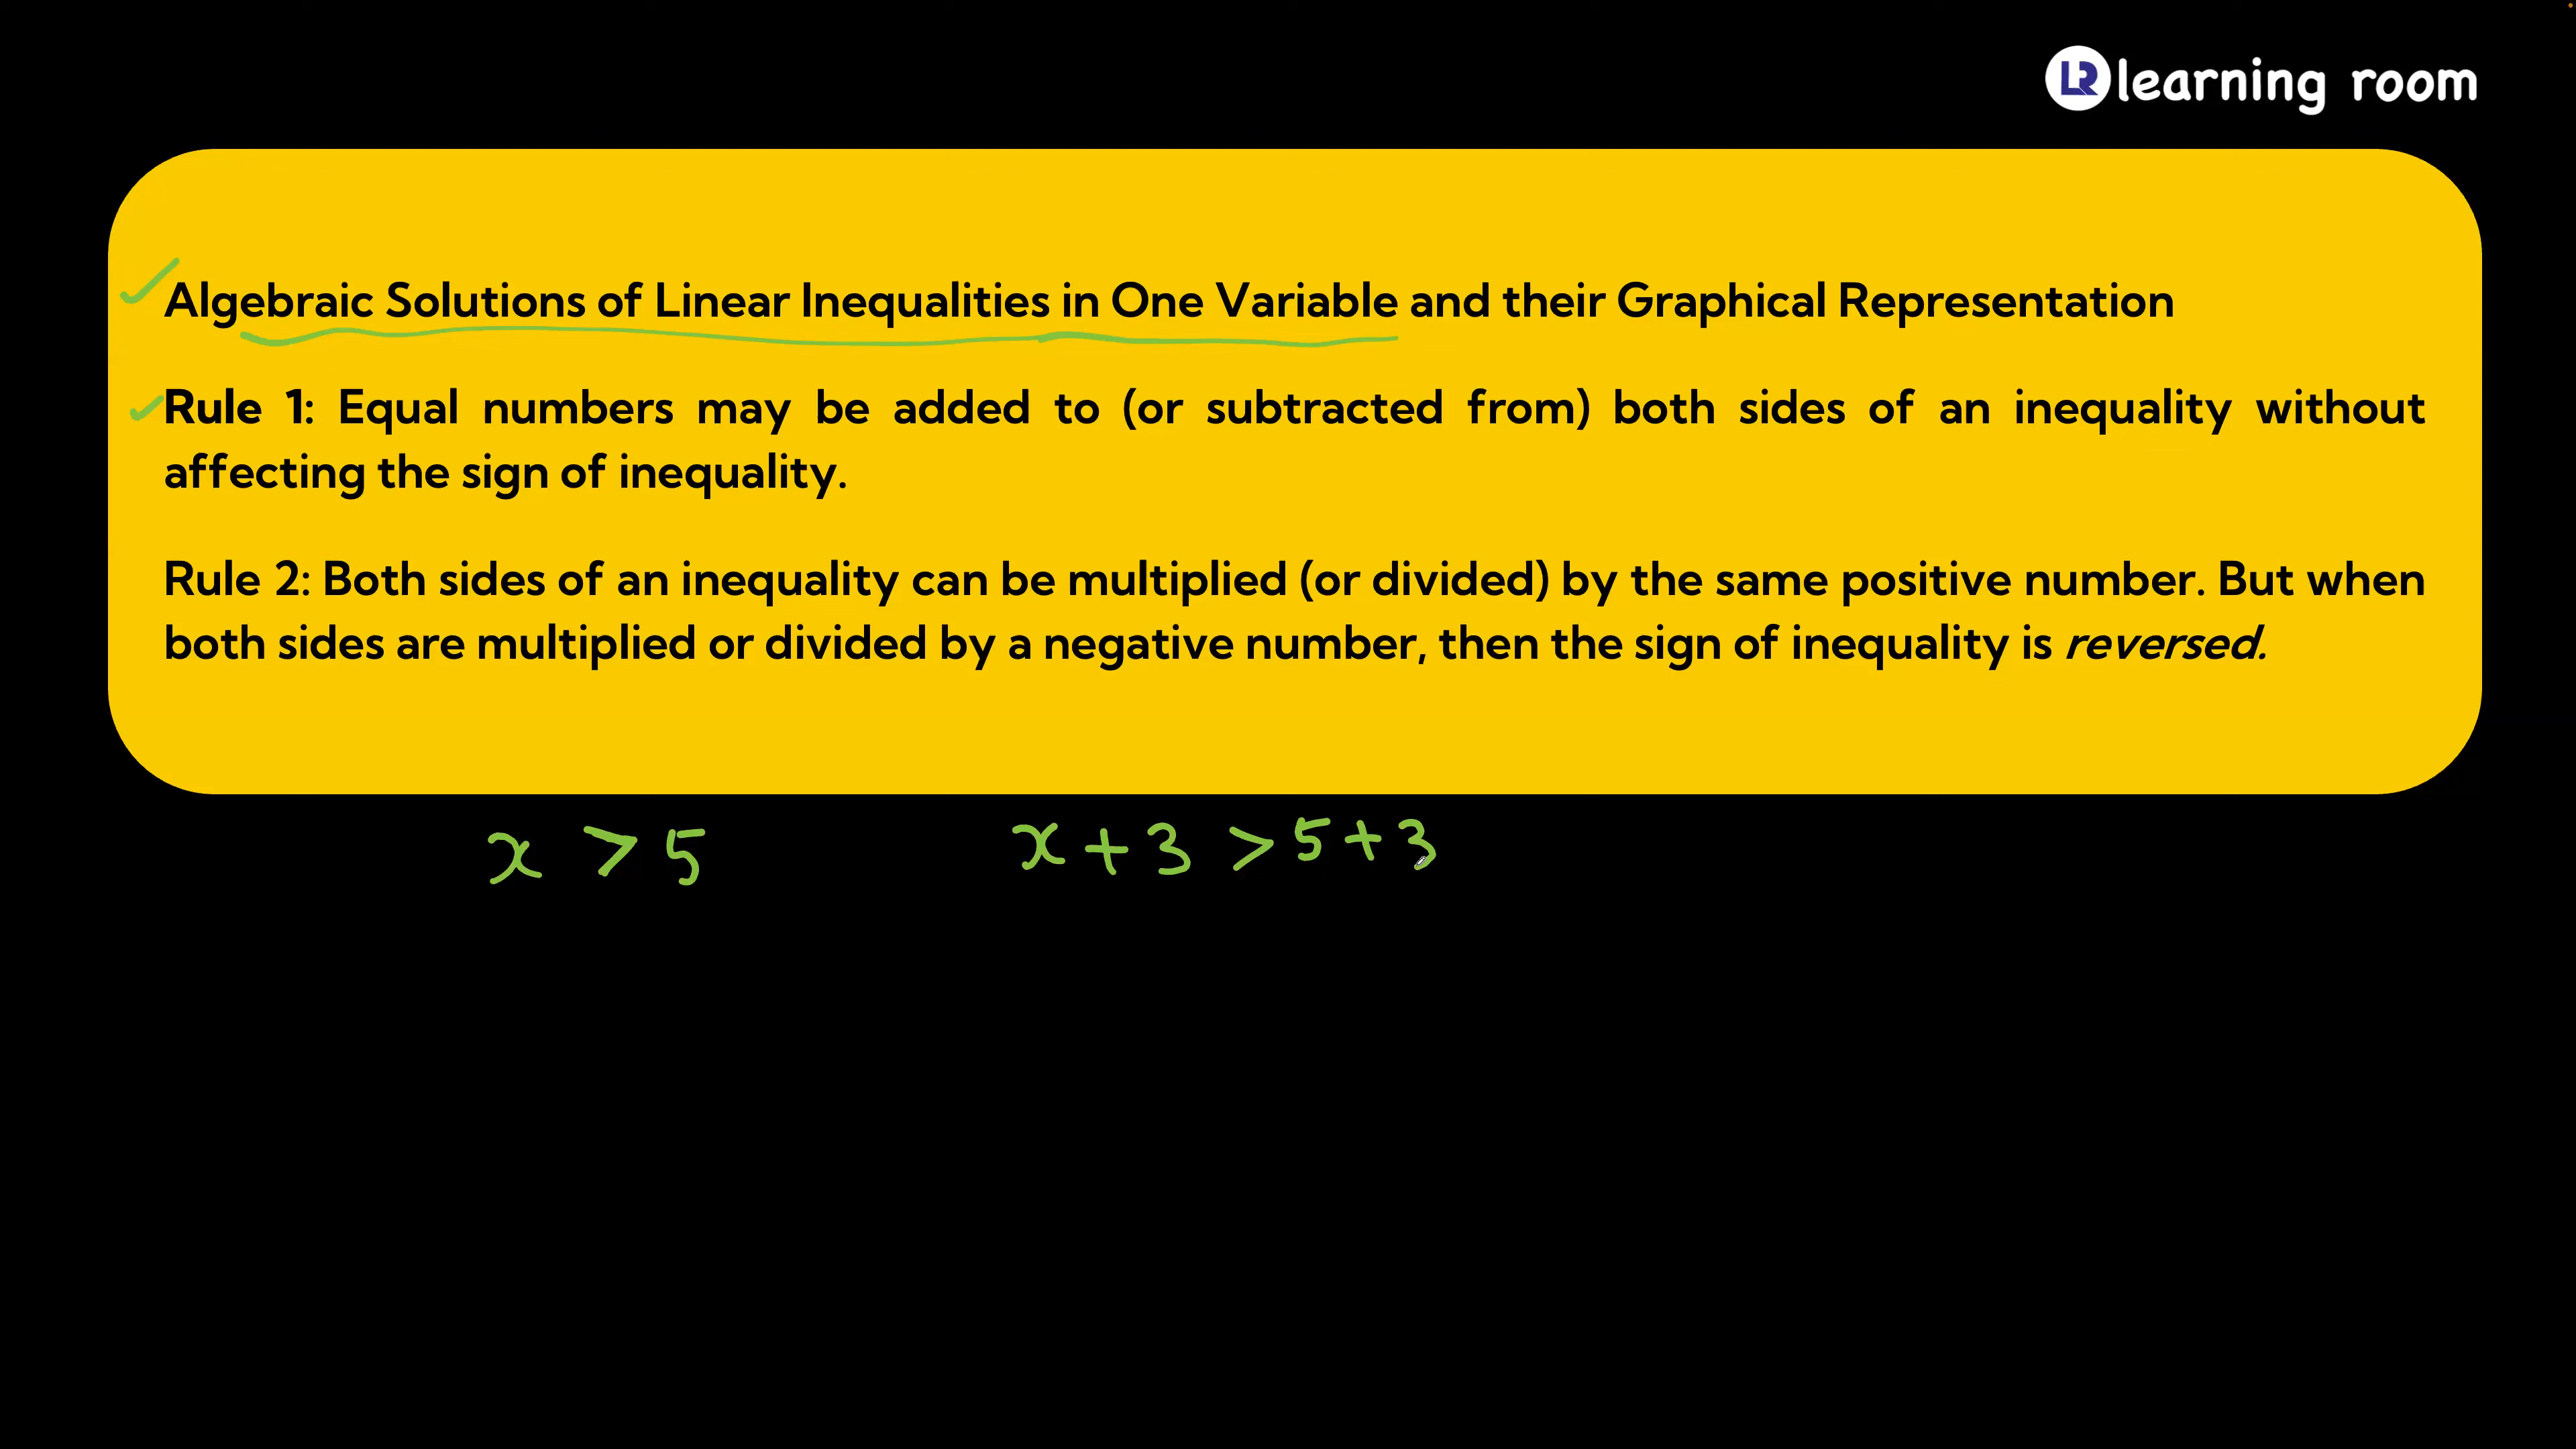 LR learning room
Algebraic Solutions of Linear Inequalities in One Variable and their Graphical Representation
Rule 1: Equal numbers may be added to (or subtracted from) both sides of an inequality without
affecting the sign of inequality.
Rule 2: Both sides of an inequality can be multiplied (or divided) by the same positive number. But when
both sides are multiplied or divided by a negative number, then the sign of inequality is reversed.
x > 5 x + 3 > 5 + 3